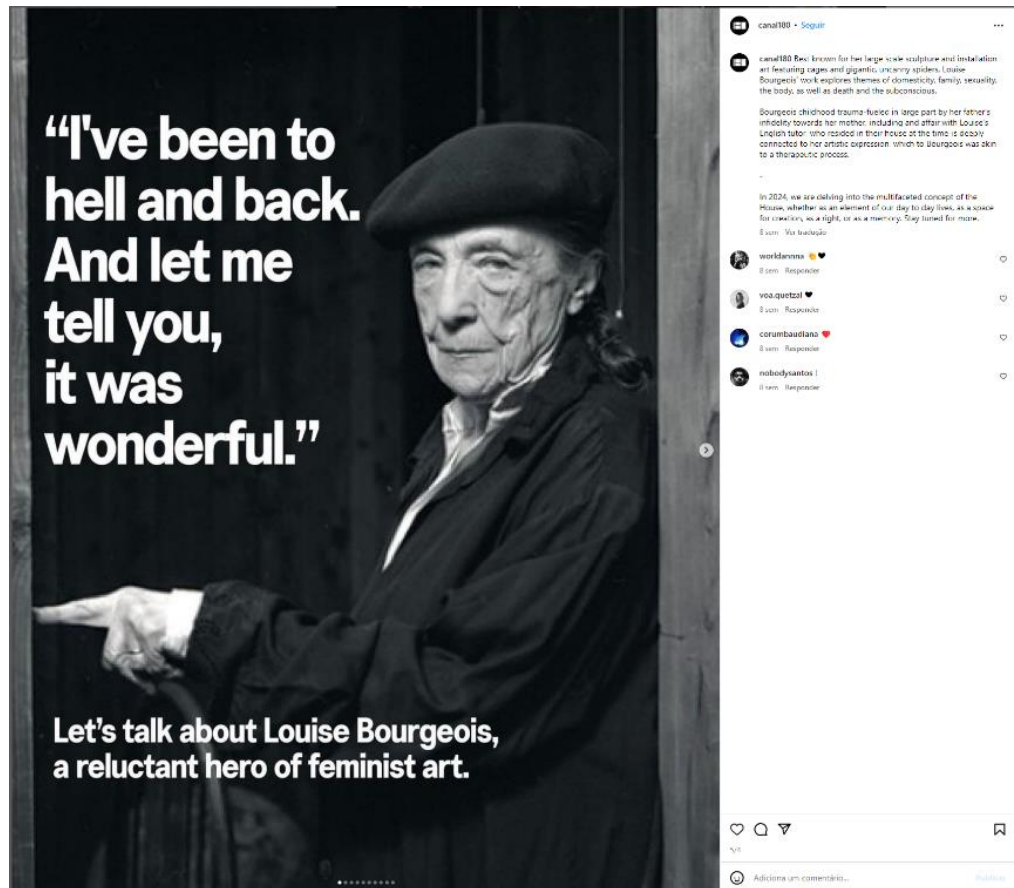 “I've been to
hell and back.
And let me
tell you,
it was
wonderful.”
Let’s talk about Louise Bourgeois,
a reluctant hero of feminist art.
canal180 • Seguir
canal180 Best known for her large scale sculpture and installation
art featuring cages and gigantic, uncanny spiders, Louise
Bourgeois' work explores themes of domesticity, family, sexuality,
the body, as well as death and the subconscious.
Bourgeois childhood trauma-fueled in large part by her father's
infidelity towards her mother, including and affair with Louise's
English tutor who resided in their house at the time is deeply
connected to her artistic expression, which to Bourgeois was akin
to a therapeutic process.
-
In 2024, we are delving into the multifaceted concept of the
House, whether as an element of our day to day lives, as a space
for creation, as a right, or as a memory. Stay tuned for more.
8 sem Ver tradução
worldannna
8 sem Responder
voa.quetzal
8 sem Responder
corumbaudiana
8 sem Responder
nobodysantos !
8 sem Responder
Adiciona um comentário...
Publicar